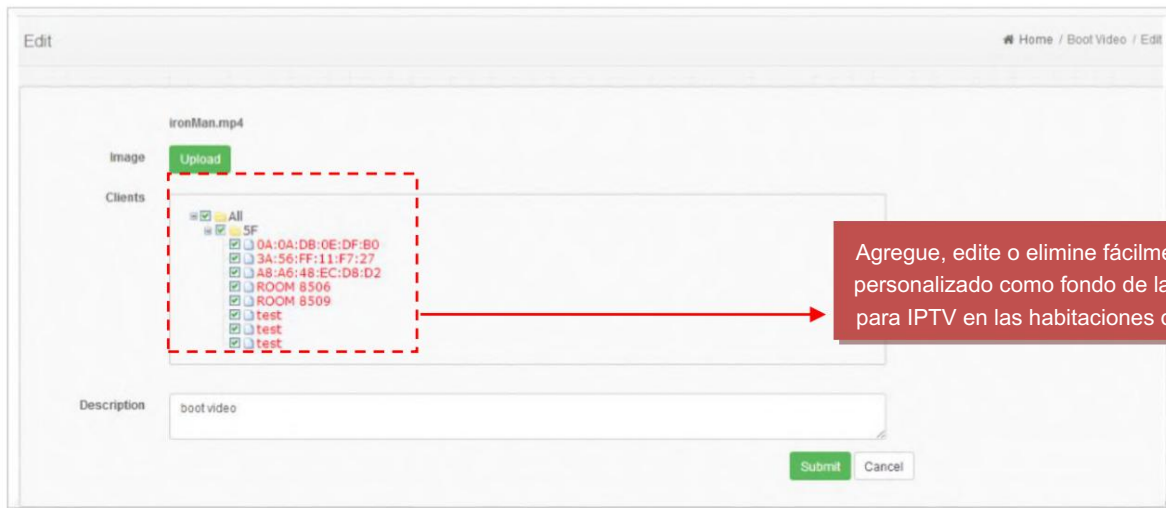 Edit
Home / Boot Video / Edit
ironMan.mp4
Image
Upload
Clients
All
5F
0A:0A:DB:0E:DF:B0
3A:56:FF:11:F7:27
A8:A6:48:EC:D8:D2
ROOM 8506
ROOM 8509
test
test
test
Agregue, edite o elimine
personalizado como fondo de
para IPTV en las habitaciones
Description
boot video
Submit
Cancel